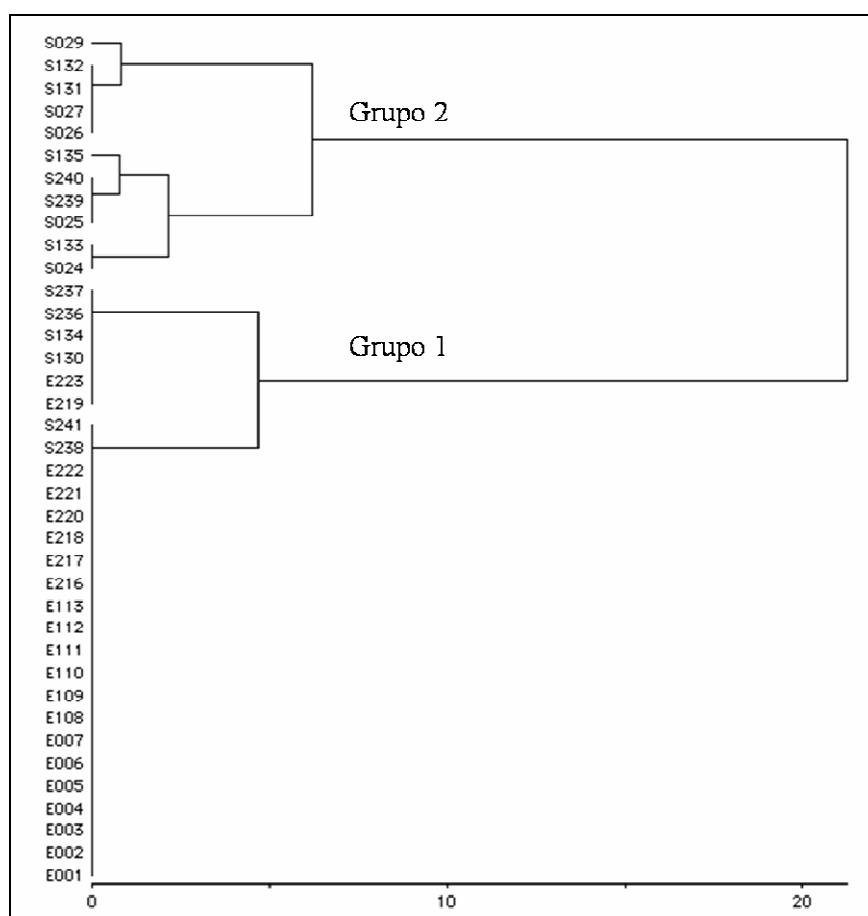 S029
S132
S131
S027
S026
Grupo 2
S135
S240
S239
S025
S133
S024
S237
S236
S134
Grupo 1
S130
E223
E219
S241
S238
E222
E221
E220
E218
E217
E216
E113
E112
E111
E110
E109
E108
E007
E006
E005
E004
E003
E002
E001
0 10 20